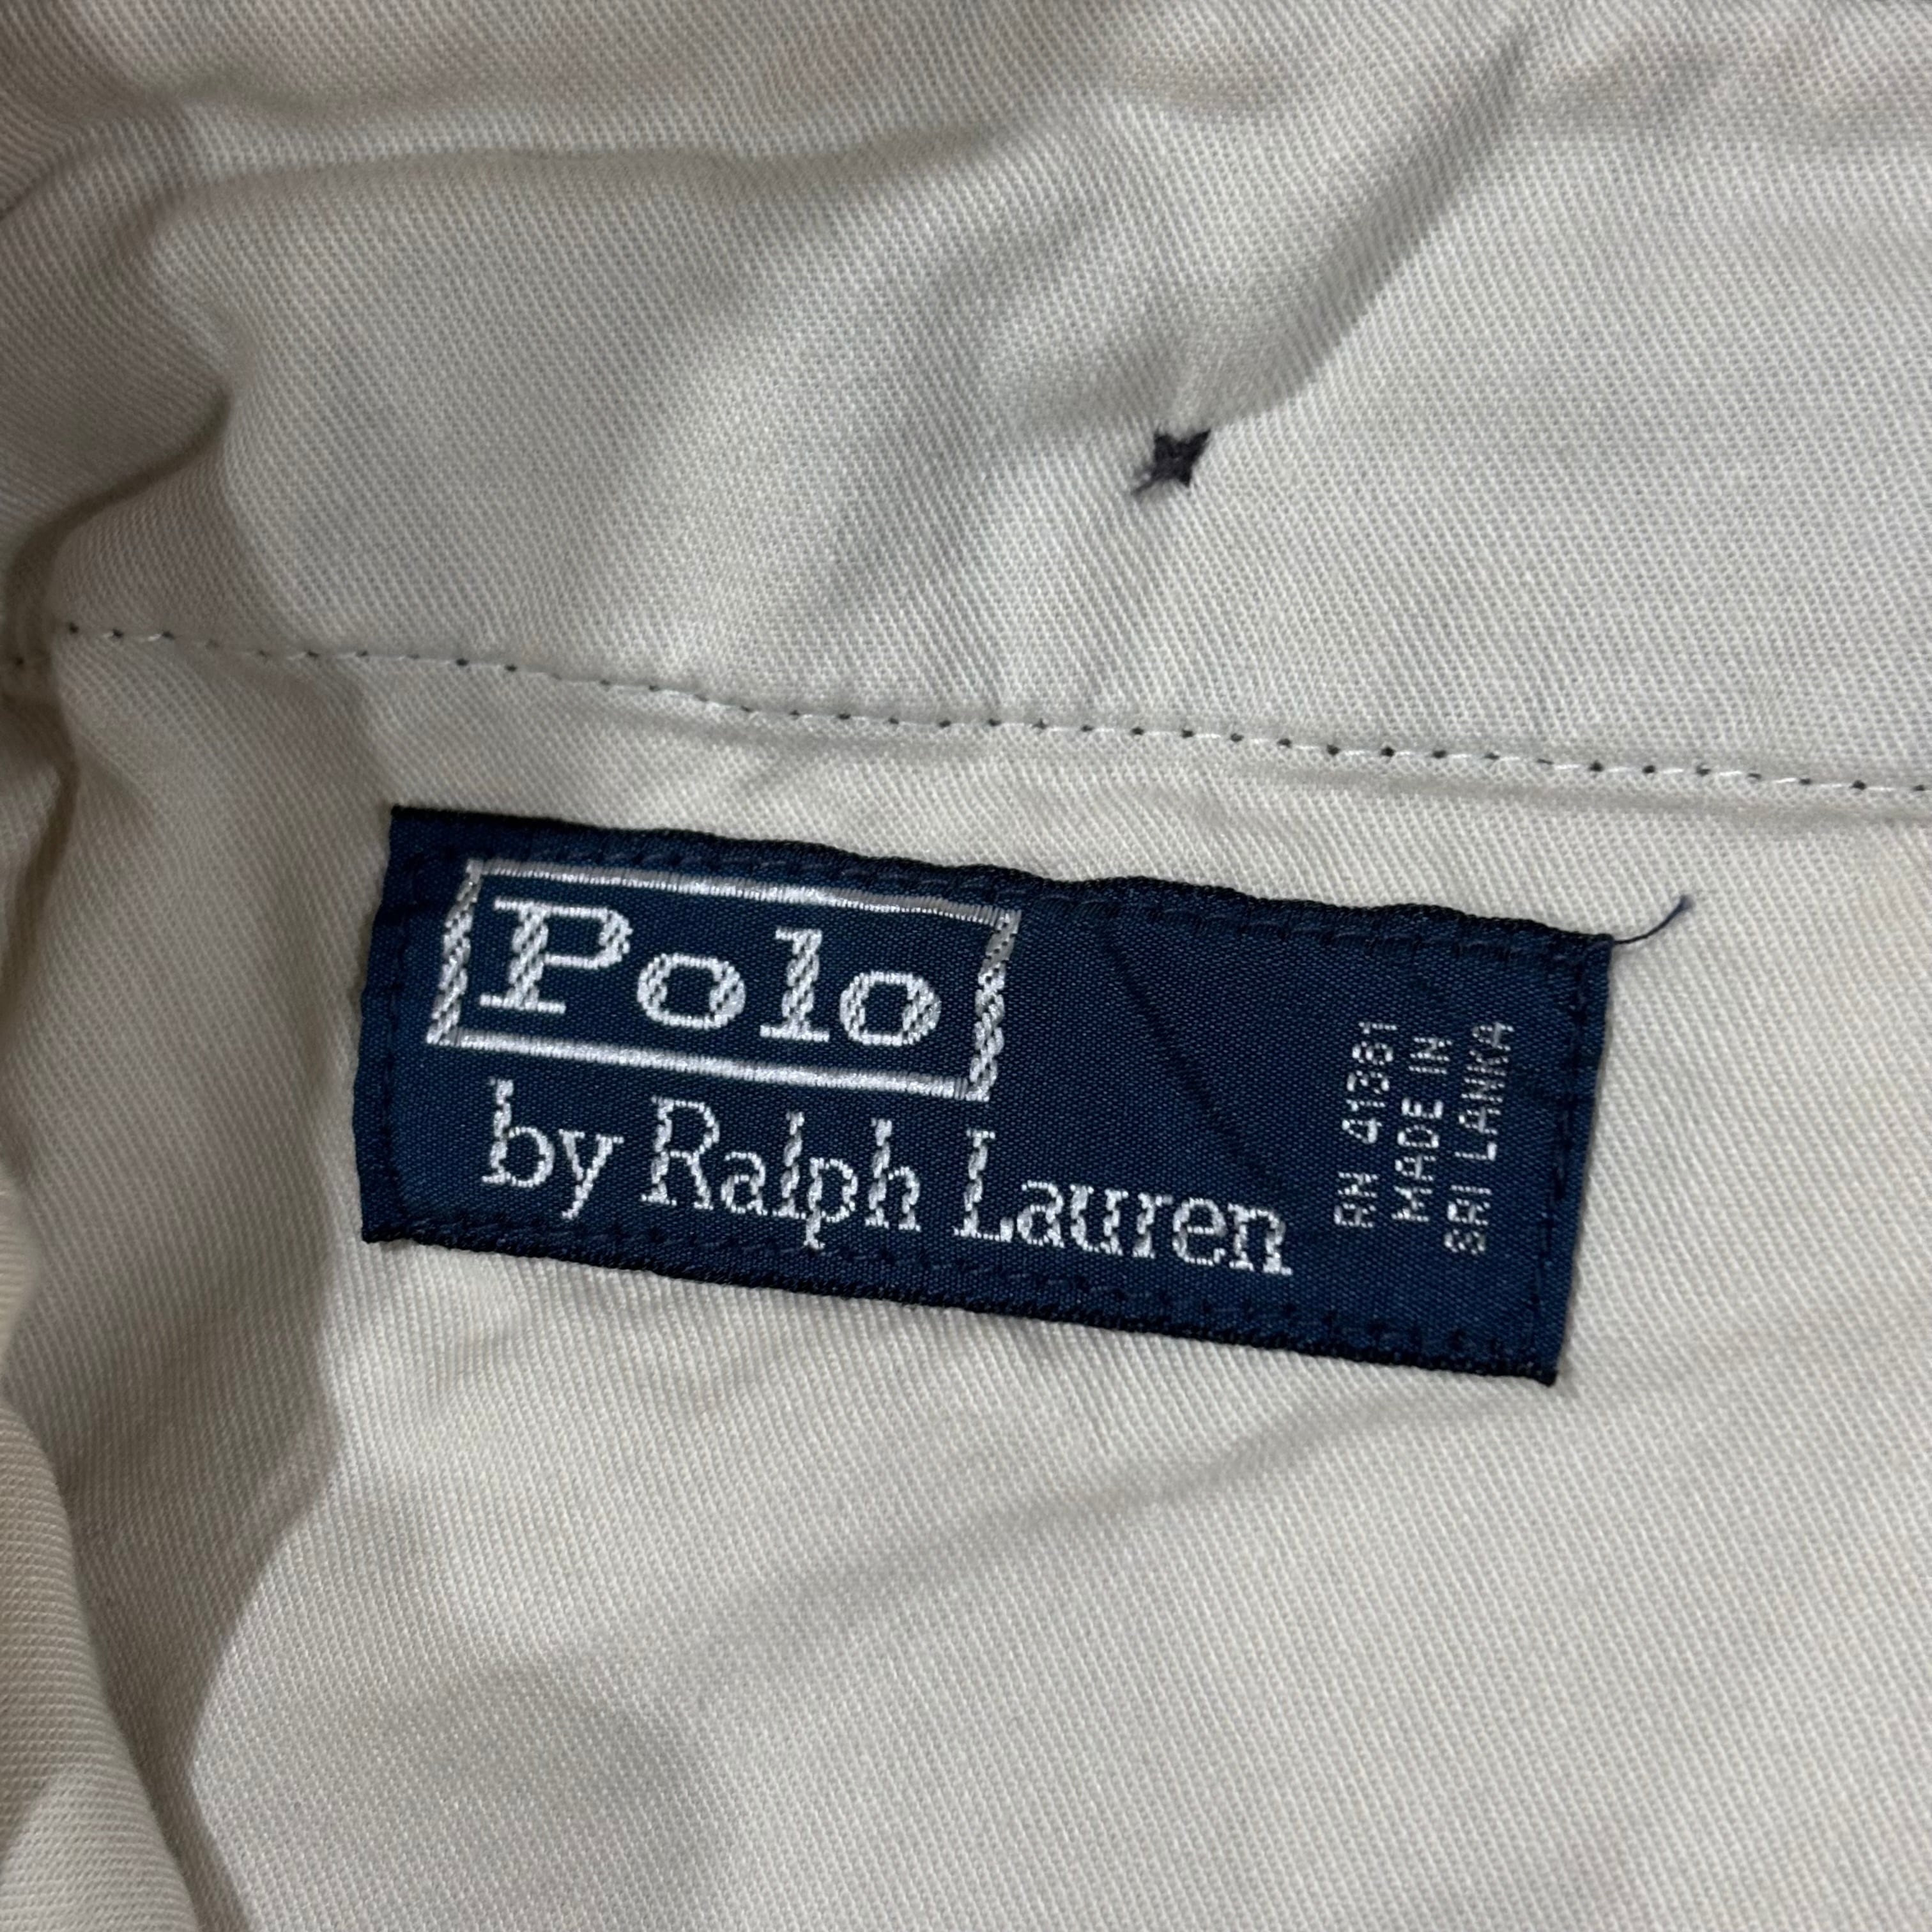 Polo
by Ralph Lauren
RN 41381
MADE IN
SRI LANKA